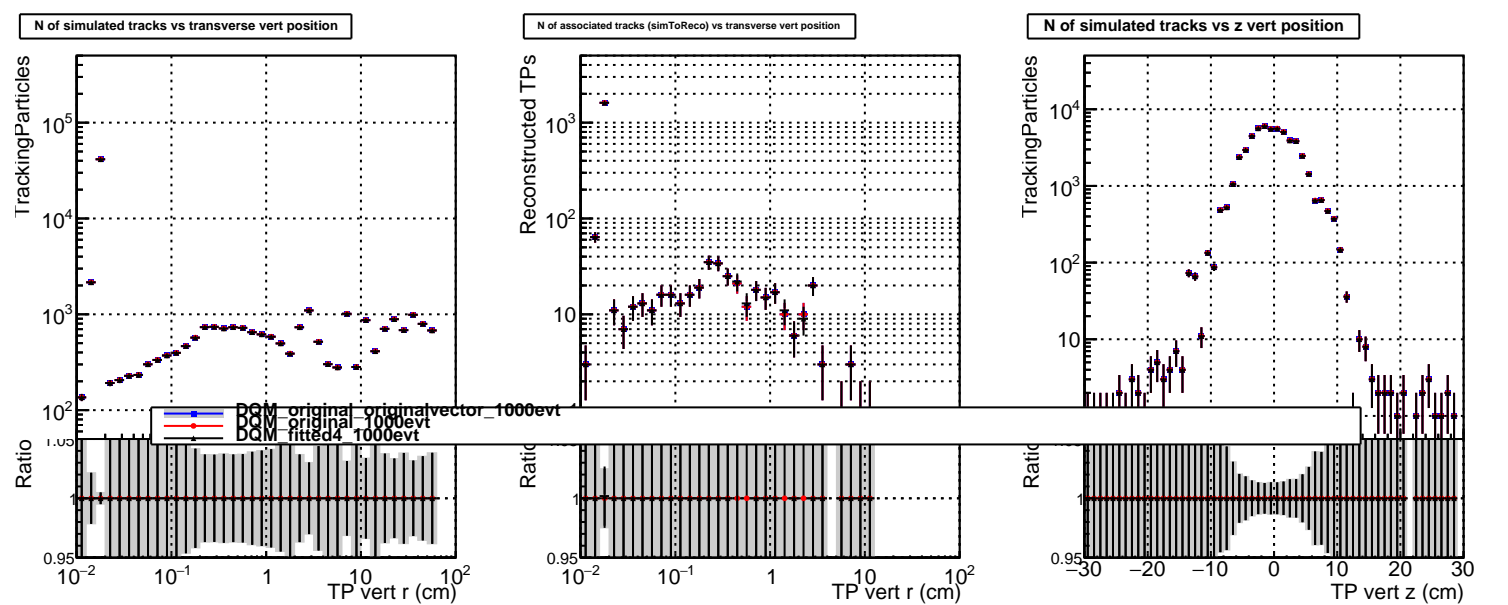 N of simulated tracks vs transverse vert position
TrackingParticles
10^5
10^4
10^3
10^2
Ratio
1.05
1
0.95
10^−2
10^−1
1
10
10^2
TP vert r (cm)
N of associated tracks (simToReco) vs transverse vert position
Reconstructed TPs
10^3
10^2
10
1
Ratio
1
0.95
10^−2
10^−1
1
10
10^2
TP vert r (cm)
N of simulated tracks vs z vert position
TrackingParticles
10^4
10^3
10^2
10
Ratio
1
0.95
−30
−20
−10
0
10
20
30
TP vert z (cm)
DQM_original_originalvector_1000evt
DQM_original_1000evt
DQM_fitted4_1000evt